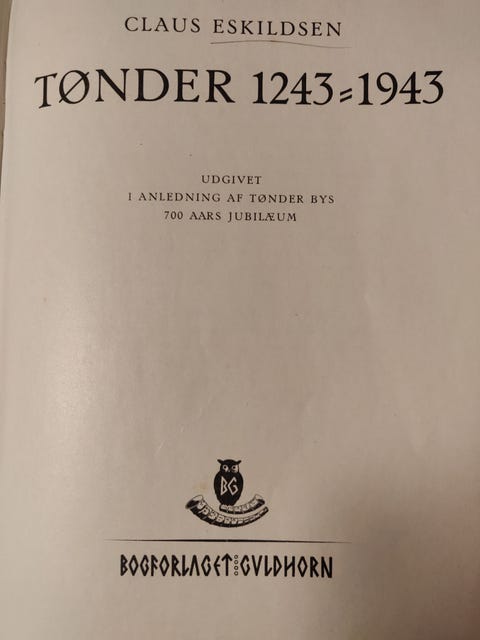 CLAUS ESKILDSEN
TØNDER 1243-1943
UDGIVET
I ANLEDNING AF TØNDER BYS
700 AARS JUBILÆUM
BG
BOGFORLAGET:GULDHORN